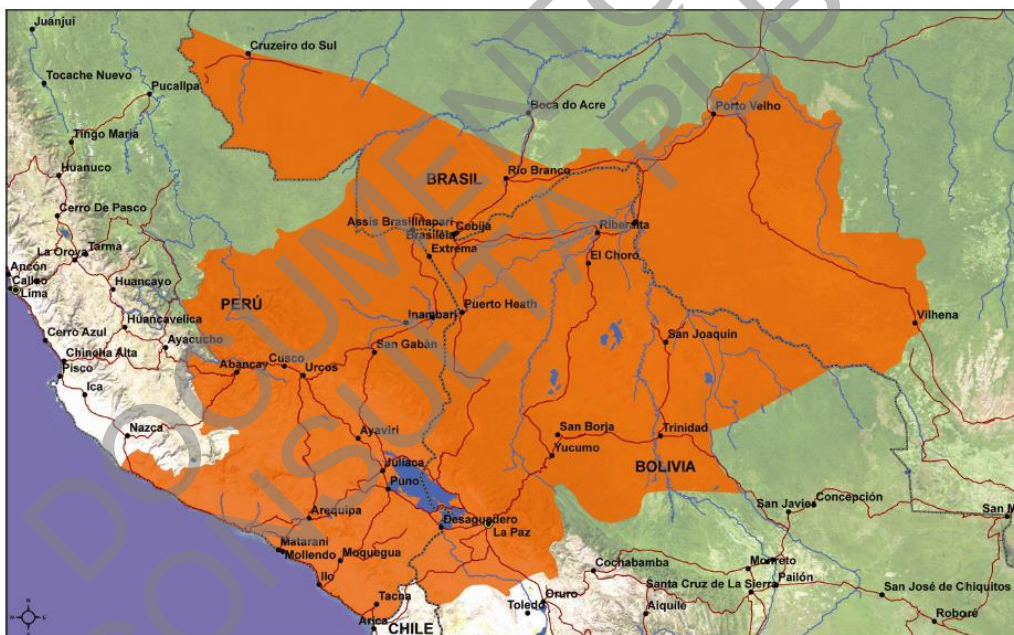 Juanjui
Cruzeiro do Sul
Tocache Nuevo
Pucallpa
Boca do Acre
Porto Velho
Tingo Maria
Huanuco
BRASIL
Rio Branco
Cerro De Pasco
Assis Brasil
Iñapari
Brasiléia
Cobija
Riberalta
La Oroya
Tarma
Extrema
El Choro
Ancón
Callao
Lima
Huancayo
PERÚ
Puerto Heath
Inambari
Vilhena
Huancavelica
Cerro Azul
Ayacucho
San Joaquín
Chincha Alta
San Gabán
Pisco
Abancay
Cusco
Urcos
Ica
Nazca
Ayaviri
San Borja
Trinidad
Yucumo
Juliaca
BOLIVIA
Puno
San Javier
Concepción
Arequipa
San M
Desaguadero
La Paz
Matarani
Mollendo
Moquegua
Cochabamba
Montero
Ilo
Santa Cruz de La Sierra
Pailón
San José de Chiquitos
Tacna
Oruro
Toledo
Aiquile
Roboré
Arica
CHILE
N
DOCUMENTO
CONSULTA PUB